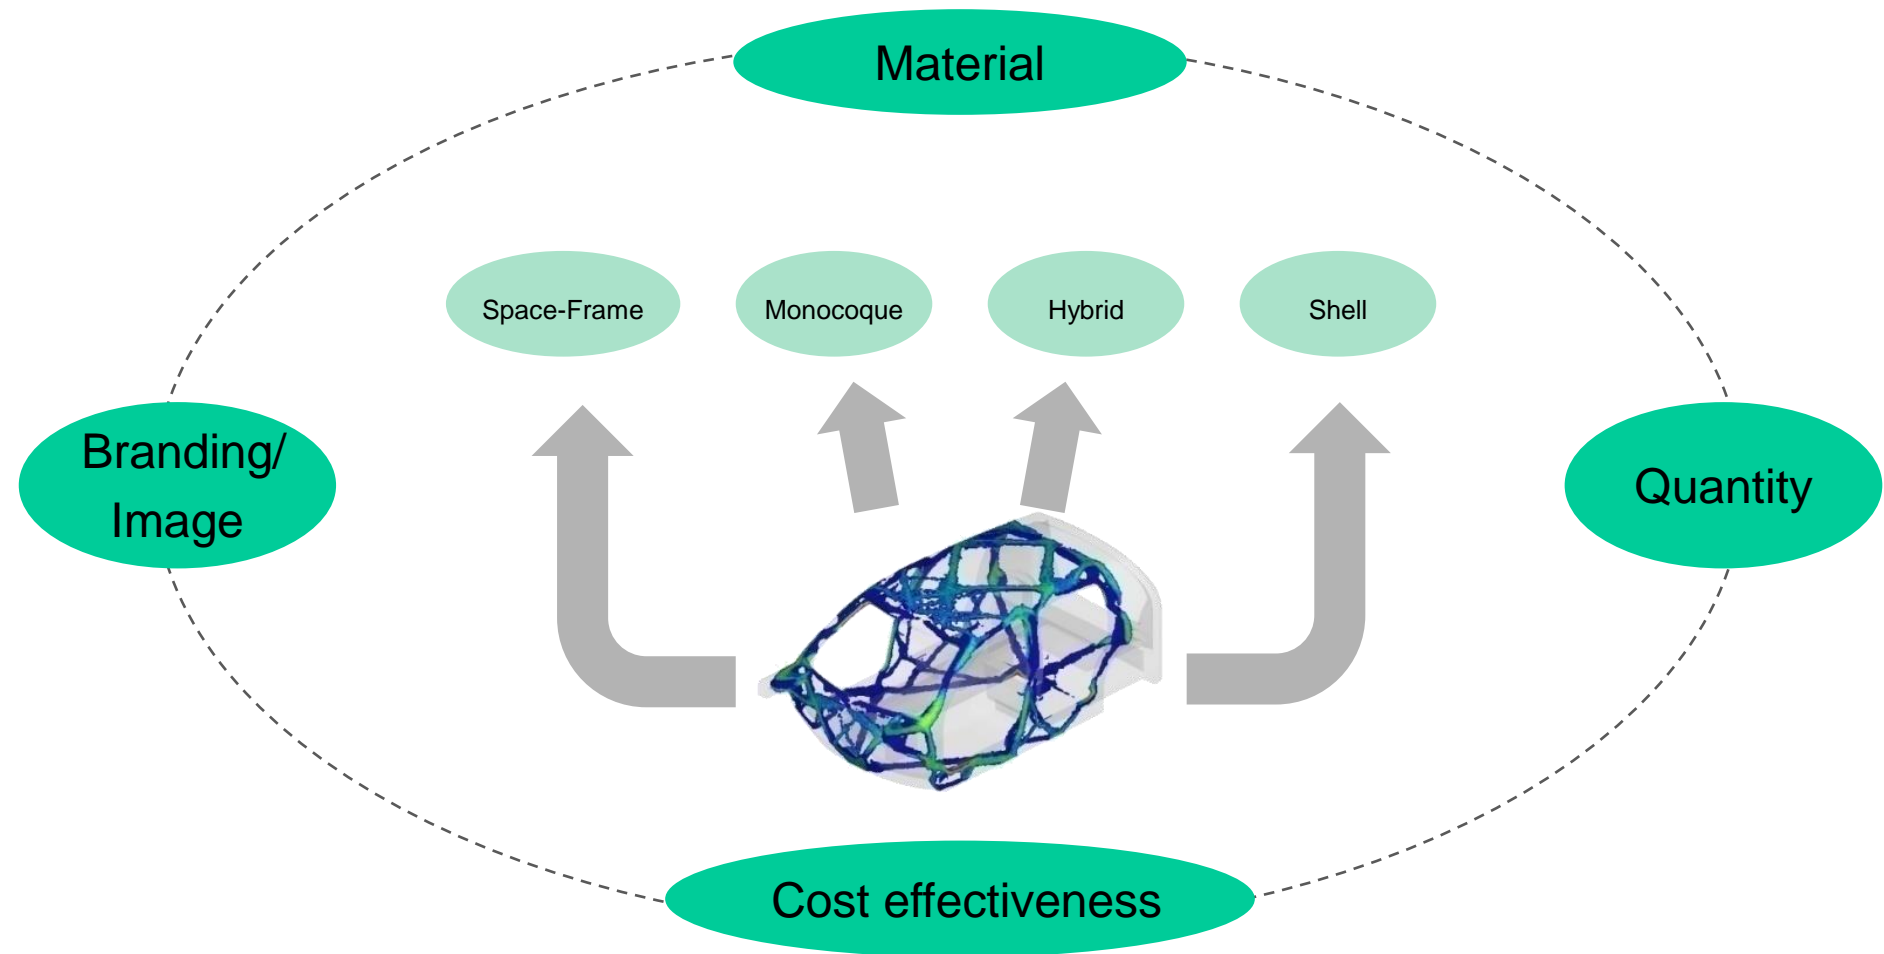 Material
Space-Frame
Monocoque
Hybrid
Shell
Branding/
Image
Quantity
Cost effectiveness